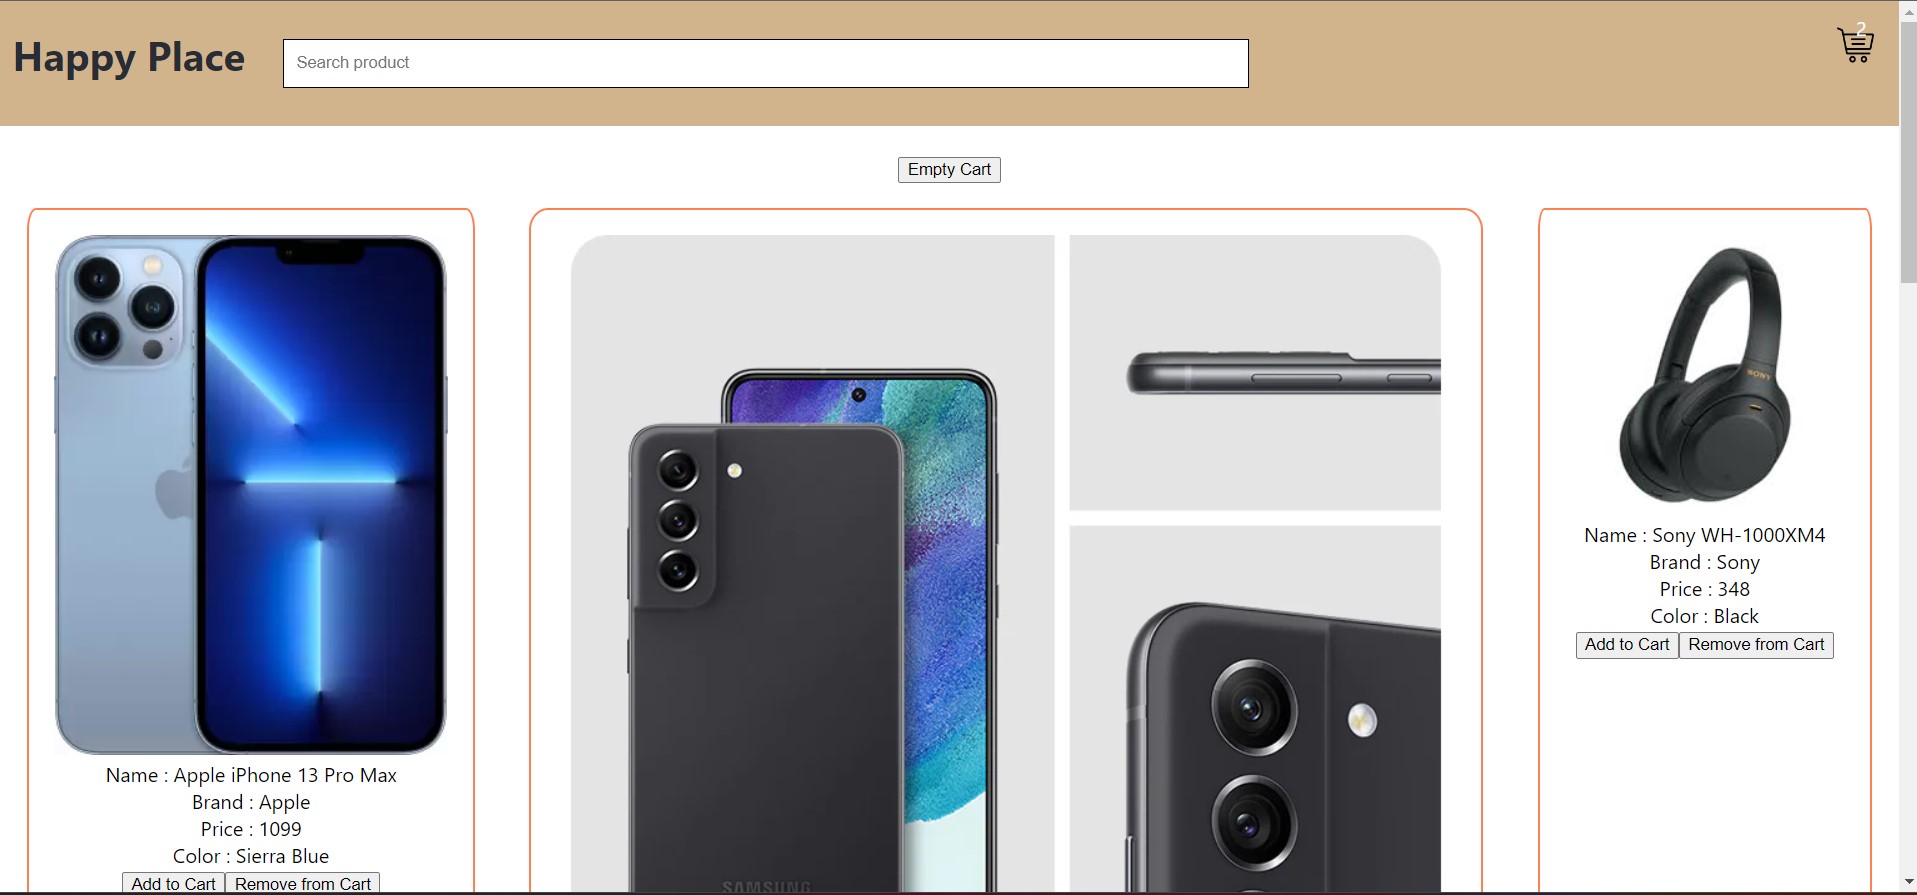 Happy Place
Search product
2
Empty Cart
Name : Apple iPhone 13 Pro Max
Brand : Apple
Price : 1099
Color : Sierra Blue
Add to Cart Remove from Cart
SAMSUNG
SONY
Name : Sony WH-1000XM4
Brand : Sony
Price : 348
Color : Black
Add to Cart Remove from Cart